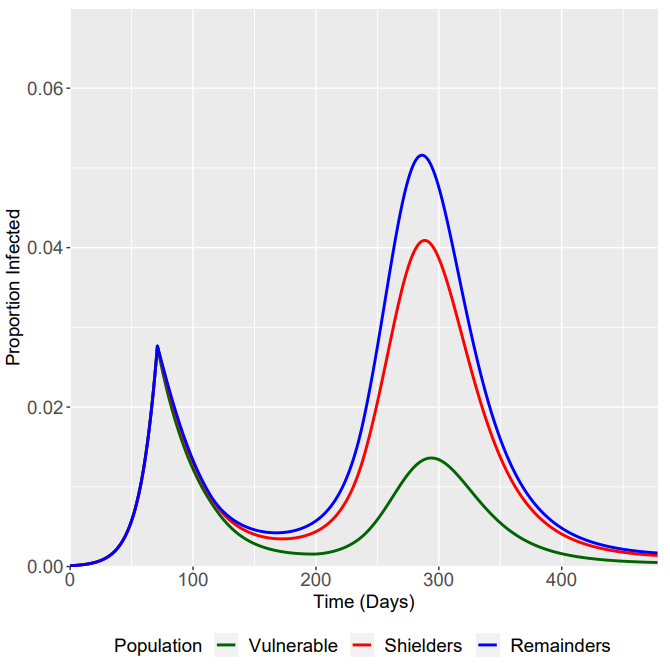 Proportion Infected
0.06
0.04
0.02
0.00
0 100 200 300 400
Time (Days)
Population Vulnerable Shielders Remainders